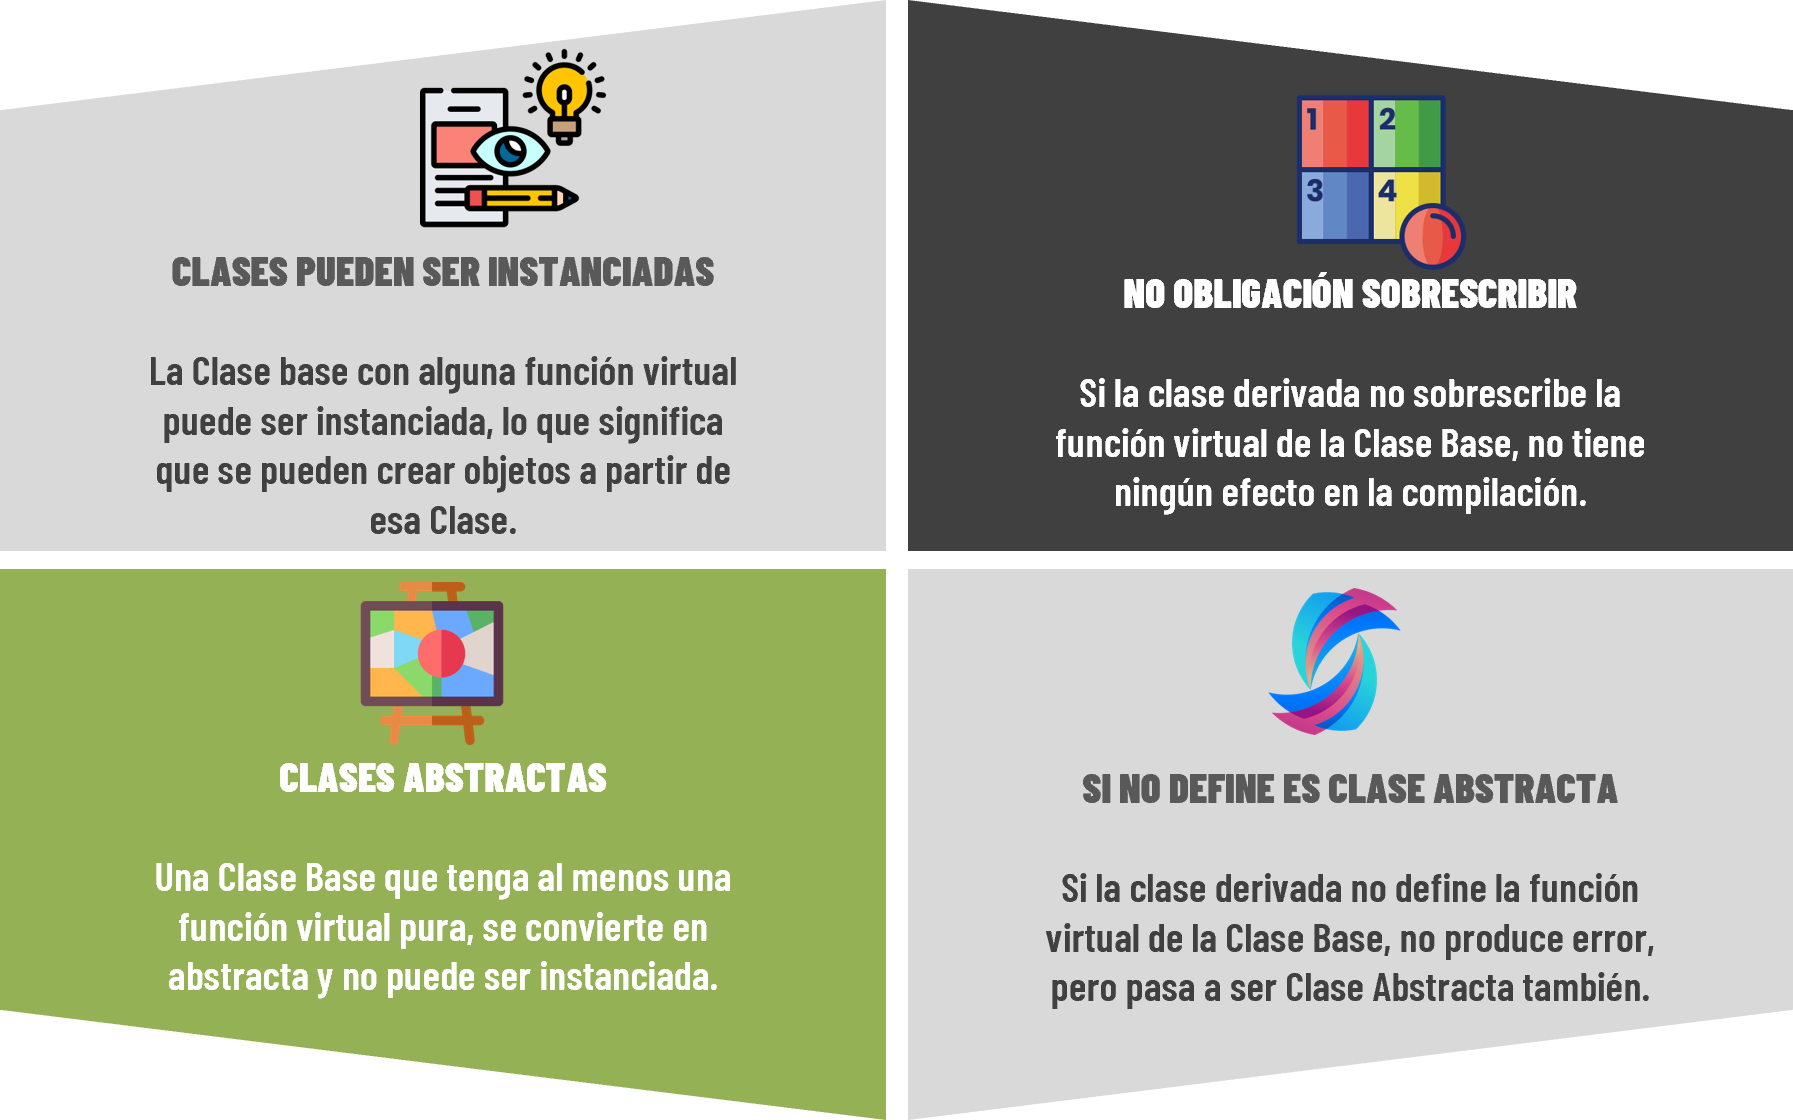 CLASES PUEDEN SER INSTANCIADAS
La Clase base con alguna función virtual
puede ser instanciada, lo que significa
que se pueden crear objetos a partir de
esa Clase.
1
2
3
4
NO OBLIGACIÓN SOBRESCRIBIR
Si la clase derivada no sobrescribe la
función virtual de la Clase Base, no tiene
ningún efecto en la compilación.
CLASES ABSTRACTAS
Una Clase Base que tenga al menos una
función virtual pura, se convierte en
abstracta y no puede ser instanciada.
SI NO DEFINE ES CLASE ABSTRACTA
Si la clase derivada no define la función
virtual de la Clase Base, no produce error,
pero pasa a ser Clase Abstracta también.